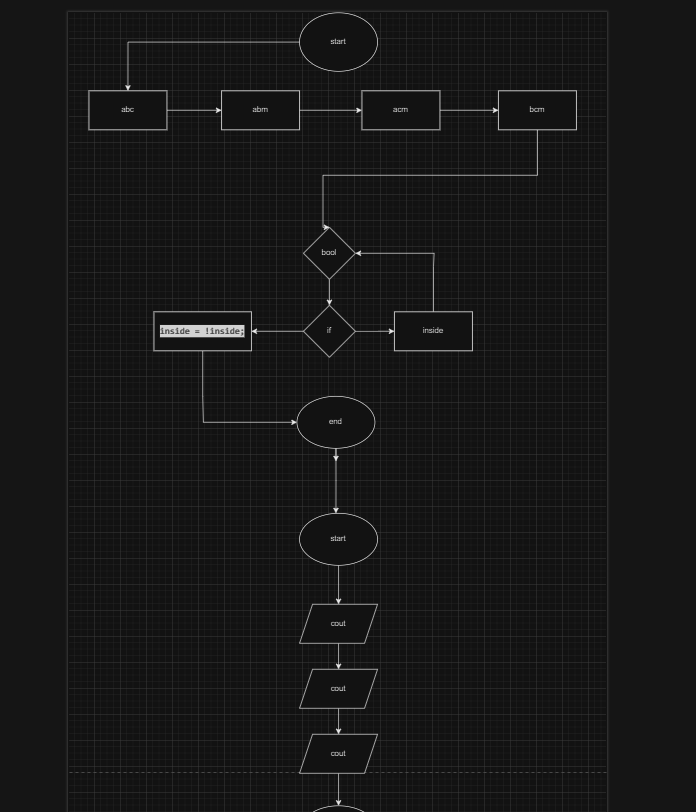 start
abc
abm
acm
bcm
bool
inside = !inside;
if
inside
end
start
cout
cout
cout